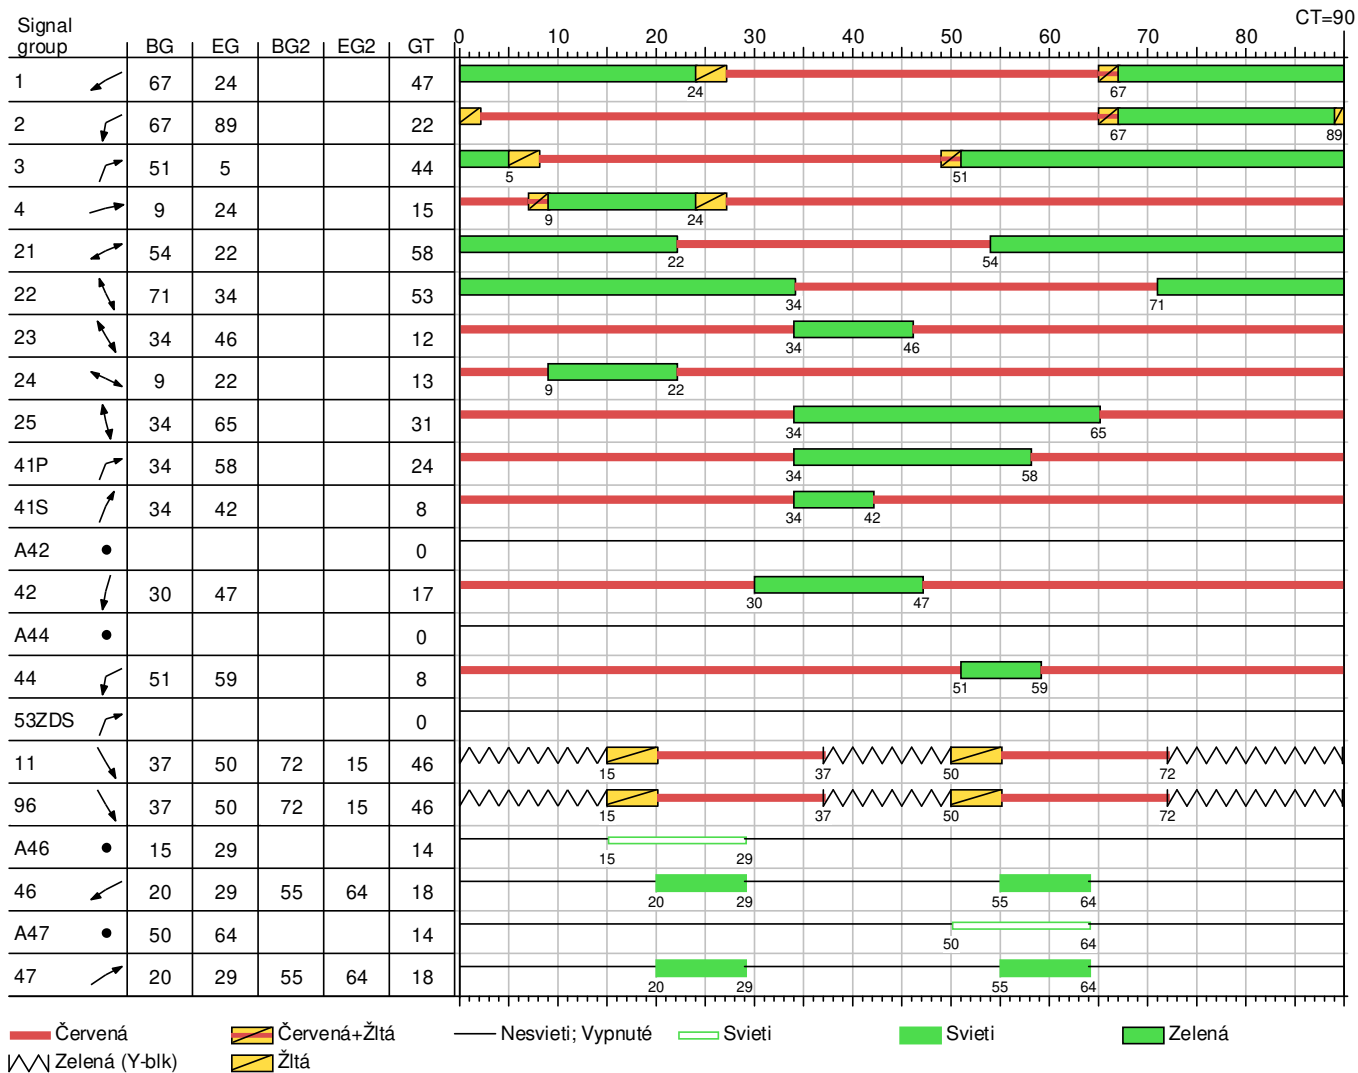 CT=90
Signal group BG EG BG2 EG2 GT 0 10 20 30 40 50 60 70 80
1 67 24 47
24 67
2 67 89 22
67 89
3 51 5 44
5 51
4 9 24 15
9 24
21 54 22 58
22 54
22 71 34 53
34 71
23 34 46 12
34 46
24 9 22 13
9 22
25 34 65 31
34 65
41P 34 58 24
34 58
41S 34 42 8
34 42
A42 0
42 30 47 17
30 47
A44 0
44 51 59 8
51 59
53ZDS 0
11 37 50 72 15 46
15 37 50 72
96 37 50 72 15 46
15 37 50 72
A46 15 29 14
15 29
46 20 29 55 64 18
20 29 55 64
A47 50 64 14
50 64
47 20 29 55 64 18
20 29 55 64
Červená Červená+Žltá Nesvieti; Vypnuté Svieti Svieti Zelená
Zelená (Y-blk) Žltá